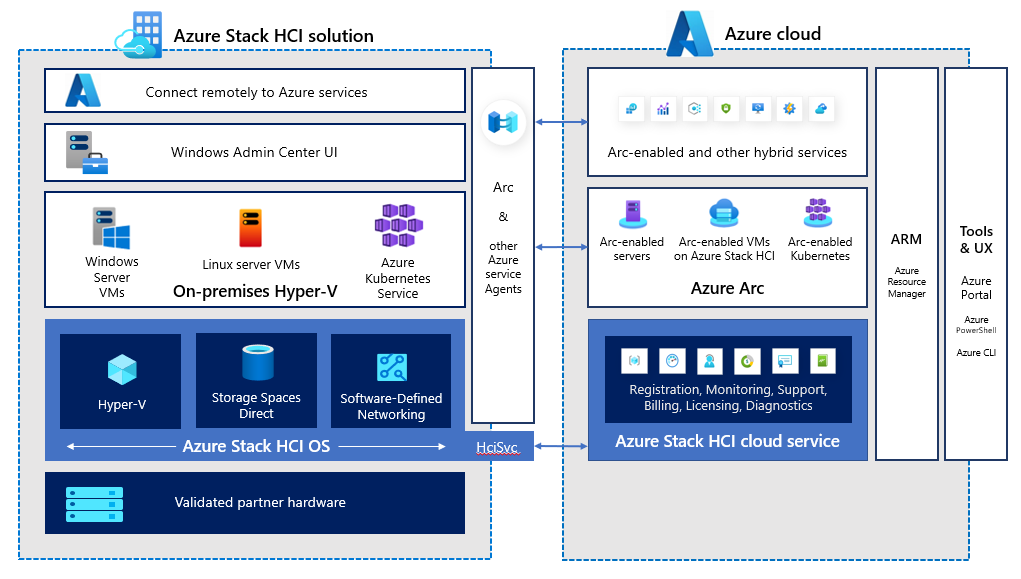 Azure Stack HCI solution
Connect remotely to Azure services
Windows Admin Center UI
Windows
Server
VMs
Linux server VMs
Azure
Kubernetes
Service
On-premises Hyper-V
Hyper-V
Storage Spaces
Direct
Software-Defined
Networking
Azure Stack HCI OS
HciSvc
Validated partner hardware
Arc
&
other
Azure
service
Agents
Azure cloud
Arc-enabled and other hybrid services
Arc-enabled
servers
Arc-enabled VMs
on Azure Stack HCI
Arc-enabled
Kubernetes
Azure Arc
Registration, Monitoring, Support,
Billing, Licensing, Diagnostics
Azure Stack HCI cloud service
ARM
Azure
Resource
Manager
Tools
& UX
Azure
Portal
Azure
PowerShell
Azure CLI